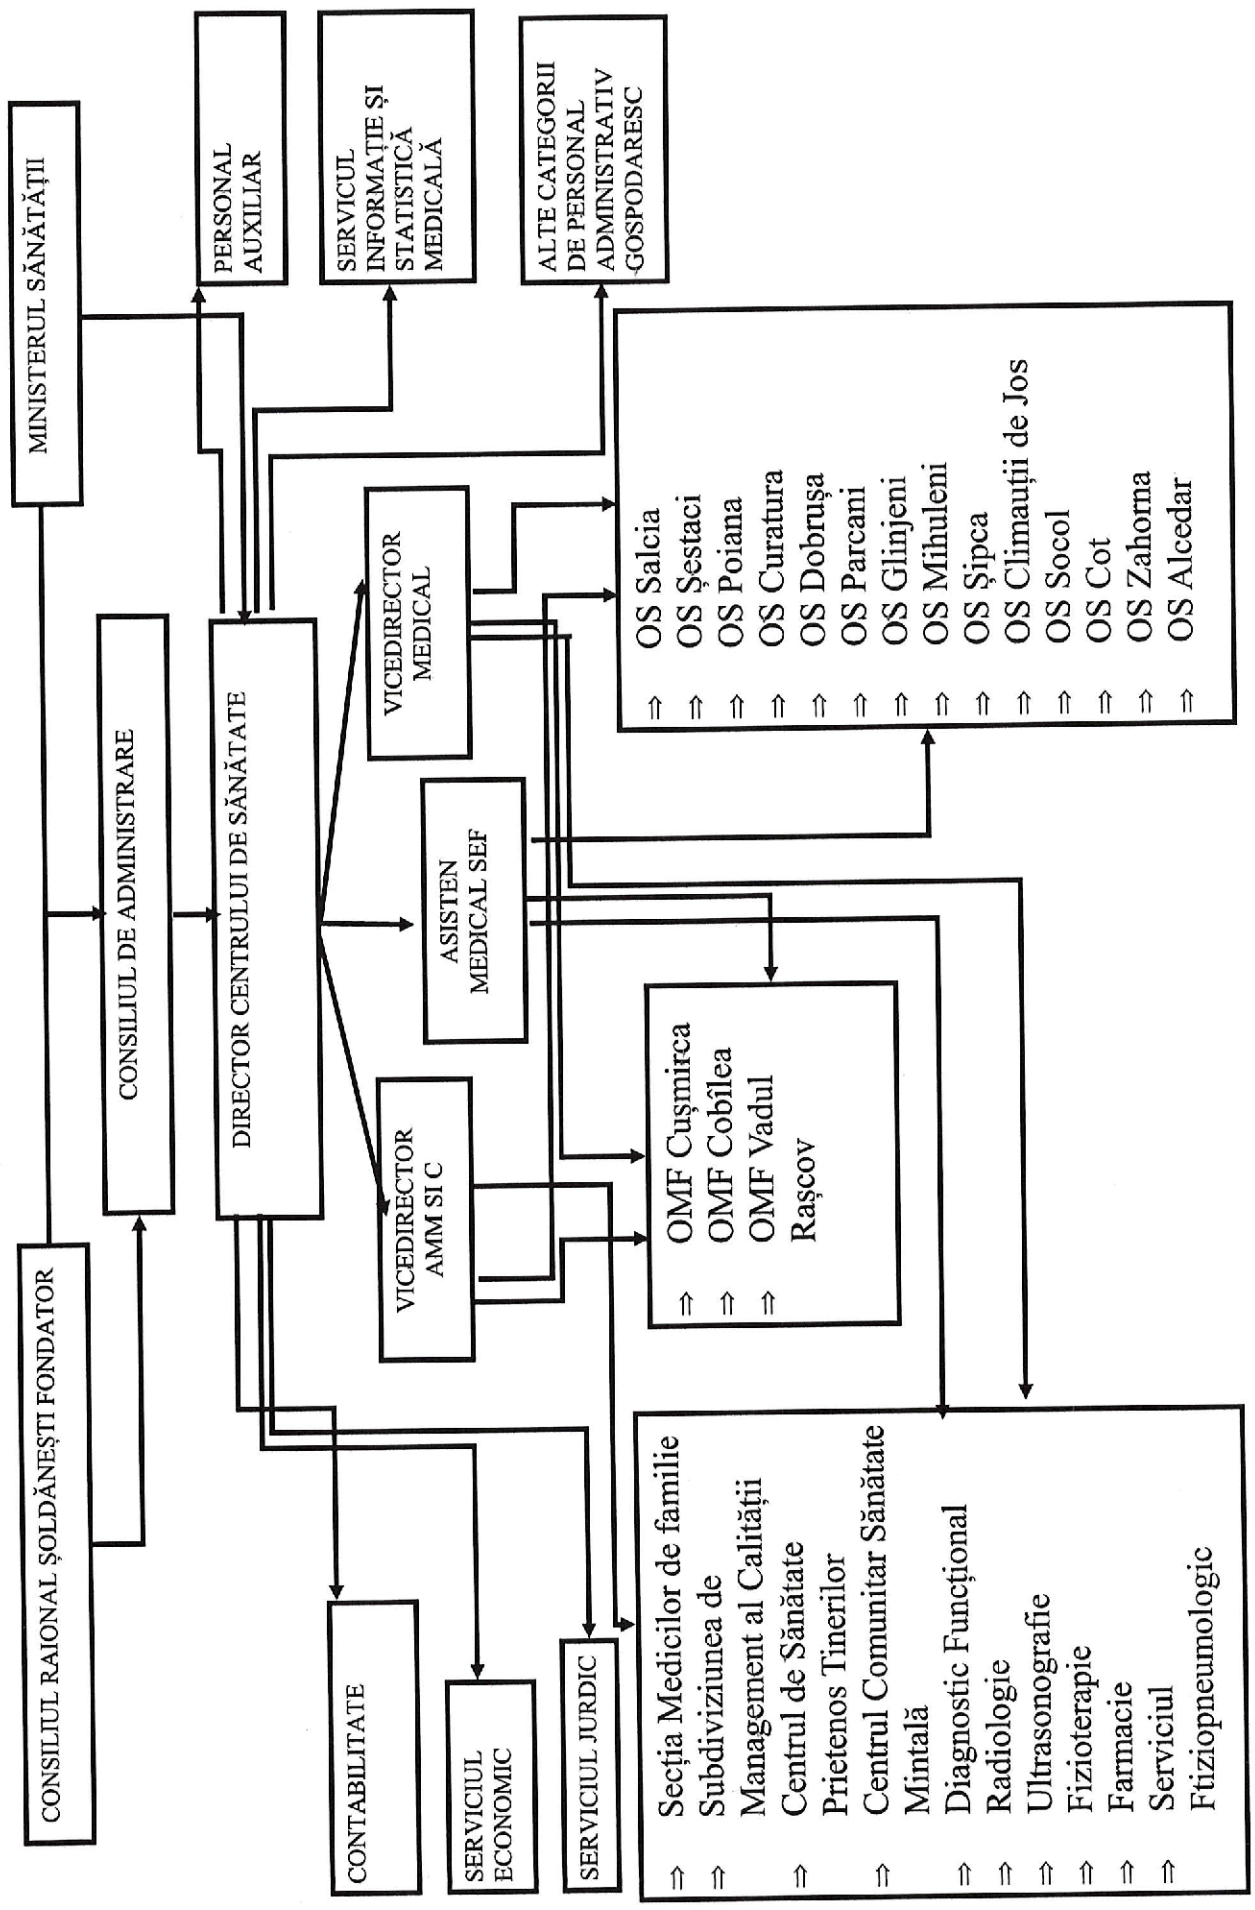 CONSILIUL RAIONAL ȘOLDĂNEȘTI FONDATOR
MINISTERUL SĂNĂTĂȚII
CONSILIUL DE ADMINISTRARE
DIRECTOR CENTRULUI DE SĂNĂTATE
PERSONAL
AUXILIAR
SERVICUL
INFORMAȚIE ȘI
STATISTICĂ
MEDICALĂ
ALTE CATEGORII
DE PERSONAL
ADMINISTRATIV
GOSPODARESC
CONTABILITATE
SERVICIUL
ECONOMIC
SERVICIUL JURDIC
VICEDIRECTOR
AMM SI C
ASISTEN
MEDICAL SEF
VICEDIRECTOR
MEDICAL
⇒ Secția Medicilor de familie
⇒ Subdiviziunea de
Management al Calității
⇒ Centrul de Sănătate
Prietenos Tinerilor
⇒ Centrul Comunitar Sănătate
Mintală
⇒ Diagnostic Funcțional
⇒ Radiologie
⇒ Ultrasonografie
⇒ Fizioterapie
⇒ Farmacie
⇒ Serviciul
Ftiziopneumologic
⇒ OMF Cușmirca
⇒ OMF Cobîlea
⇒ OMF Vadul
Rașcov
⇒ OS Salcia
⇒ OS Șestaci
⇒ OS Poiana
⇒ OS Curatura
⇒ OS Dobrușa
⇒ OS Parcani
⇒ OS Glinjeni
⇒ OS Mihuleni
⇒ OS Șipca
⇒ OS Climauții de Jos
⇒ OS Socol
⇒ OS Cot
⇒ OS Zahorna
⇒ OS Alcedar